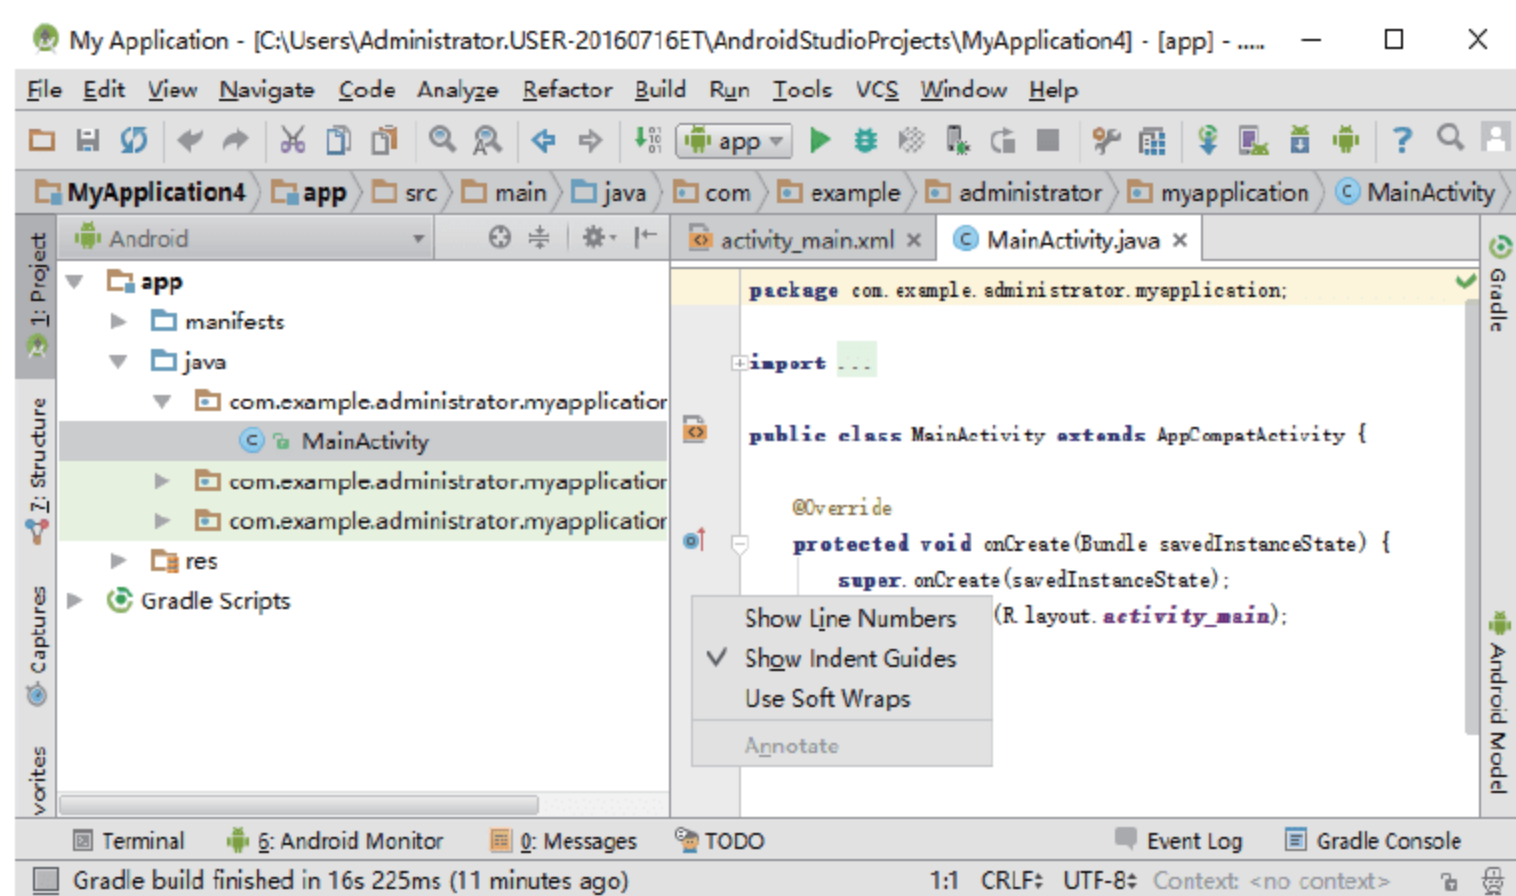 My Application - [C:\Users\Administrator.USER-20160716ET\AndroidStudioProjects\MyApplication4] - [app] - .....
File Edit View Navigate Code Analyze Refactor Build Run Tools VCS Window Help
app
MyApplication4 app src main java com example administrator myapplication MainActivity
1: Project
7: Structure
Captures
vorites
Android
app
manifests
java
com.example.administrator.myapplication
MainActivity
com.example.administrator.myapplication
com.example.administrator.myapplication
res
Gradle Scripts
activity_main.xml MainActivity.java
package com.example.administrator.myapplication;
import ...
public class MainActivity extends AppCompatActivity {
@Override
protected void onCreate(Bundle savedInstanceState) {
super.onCreate(savedInstanceState);
(R.layout.activity_main);
Show Line Numbers
Show Indent Guides
Use Soft Wraps
Annotate
Gradle
Android Model
Terminal 6: Android Monitor 0: Messages TODO Event Log Gradle Console
Gradle build finished in 16s 225ms (11 minutes ago) 1:1 CRLF UTF-8 Context: <no context>